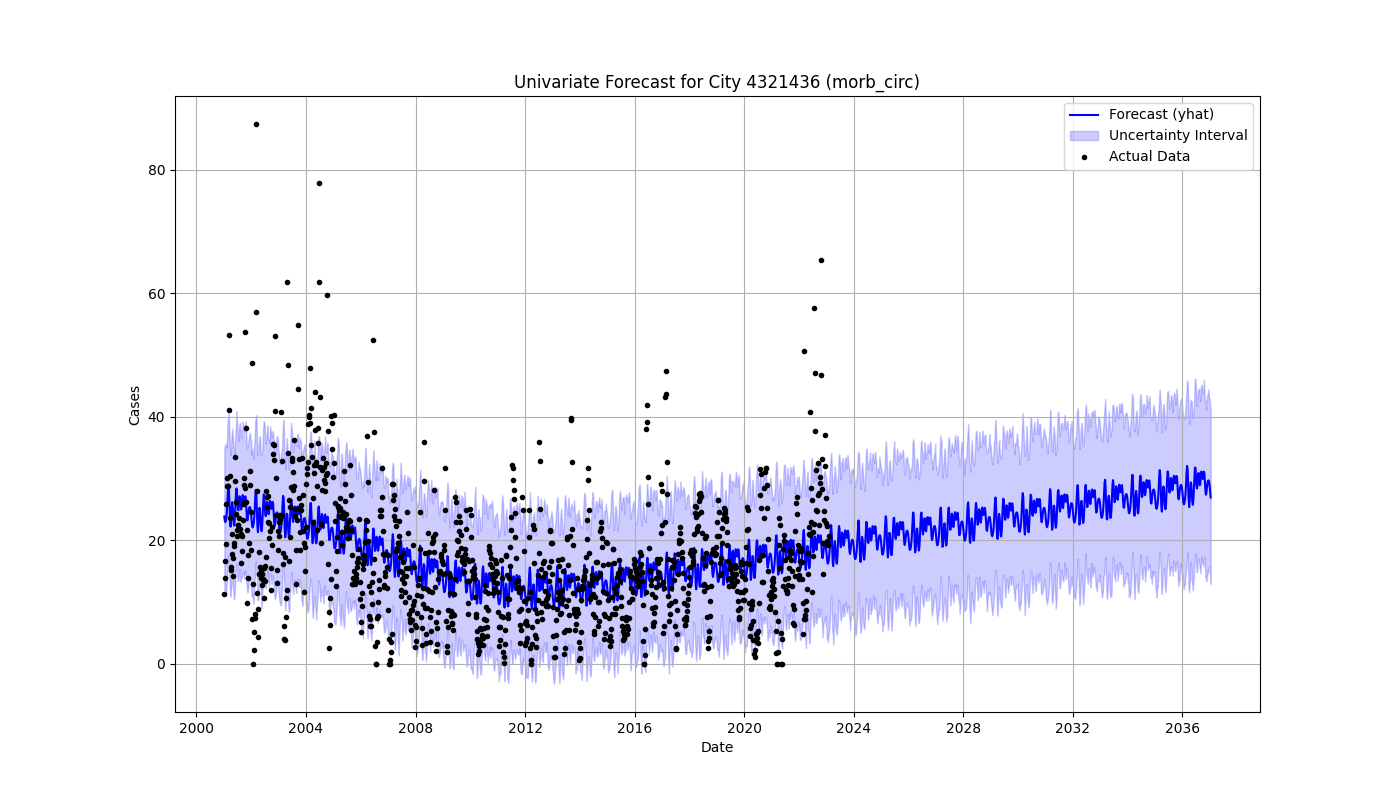 Univariate Forecast for City 4321436 (morb_circ)
Forecast (yhat)
Uncertainty Interval
Actual Data
Cases
80
60
40
20
0
2000 2004 2008 2012 2016 2020 2024 2028 2032 2036
Date